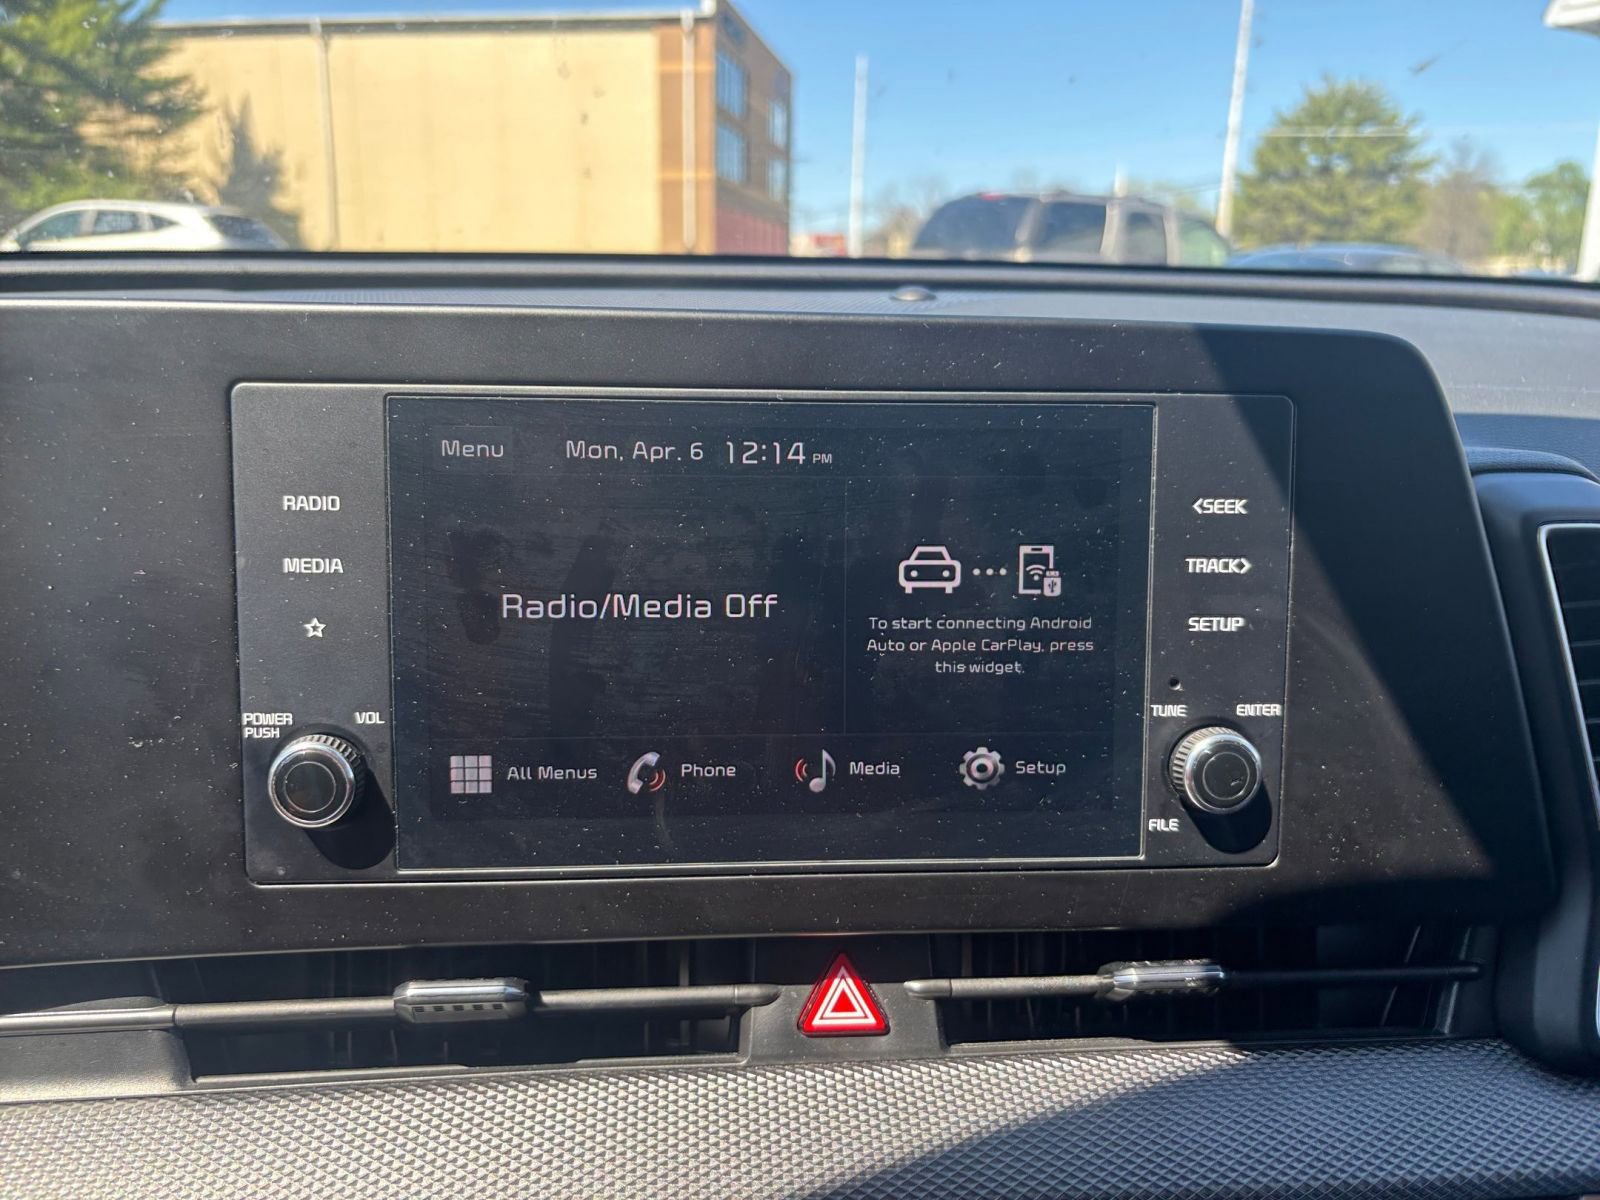 Menu
Mon, Apr. 6 12:14 PM
RADIO
MEDIA
POWER
PUSH
VOL
Radio/Media Off
To start connecting Android
Auto or Apple CarPlay, press
this widget.
All Menus
Phone
Media
Setup
<SEEK
TRACK>
SETUP
TUNE
ENTER
FILE